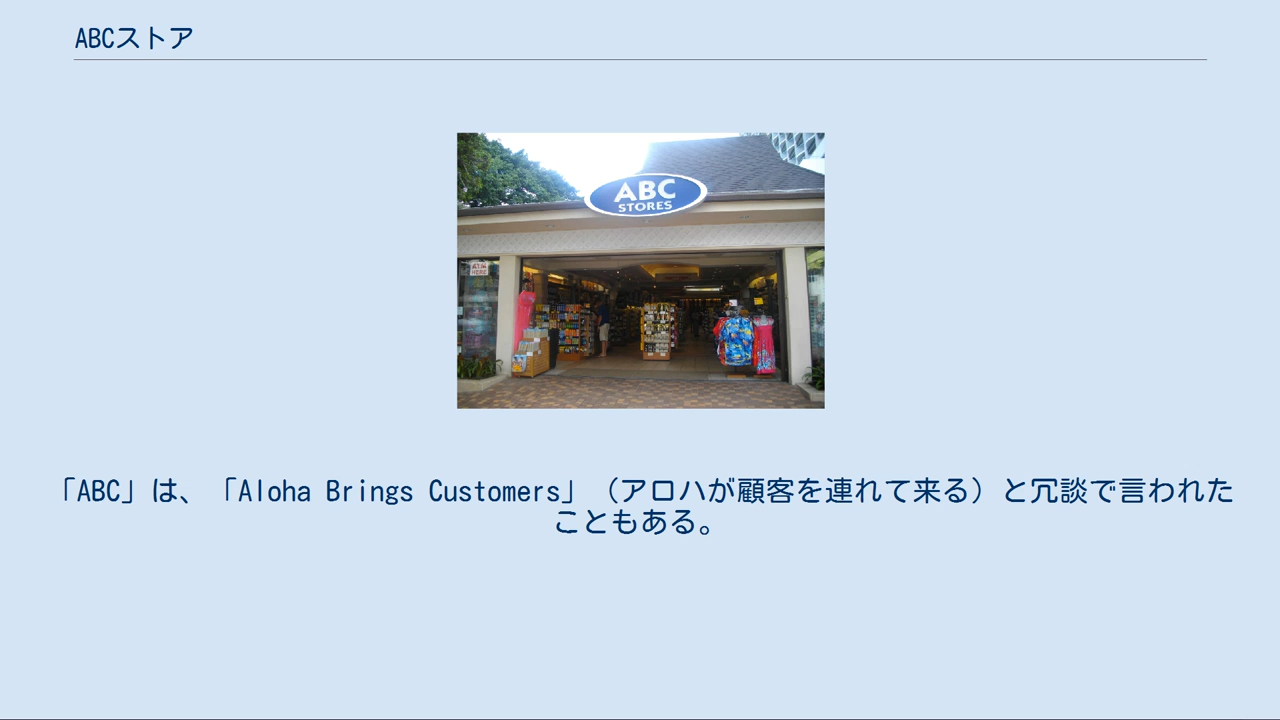 ABCストア
ABC
STORES
ATM
HERE
「ABC」は、「Aloha Brings Customers」（アロハが顧客を連れて来る）と冗談で言われた
こともある。